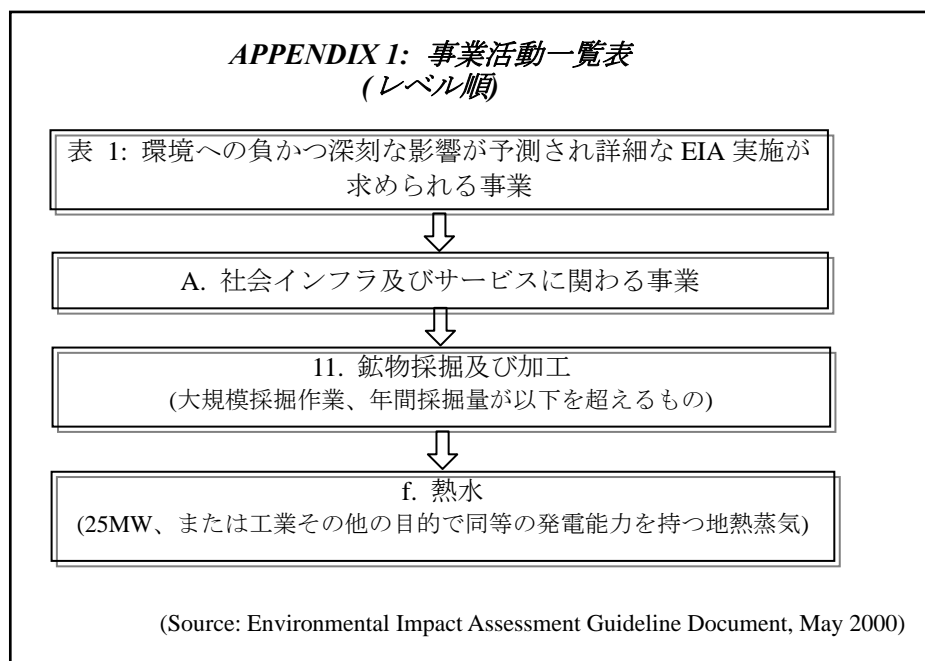 APPENDIX 1: 事業活動一覧表
(レベル順)
表 1: 環境への負かつ深刻な影響が予測され詳細な EIA 実施が
求められる事業
A. 社会インフラ及びサービスに関わる事業
11. 鉱物採掘及び加工
(大規模採掘作業、年間採掘量が以下を超えるもの)
f. 熱水
(25MW、または工業その他の目的で同等の発電能力を持つ地熱蒸気)
(Source: Environmental Impact Assessment Guideline Document, May 2000)